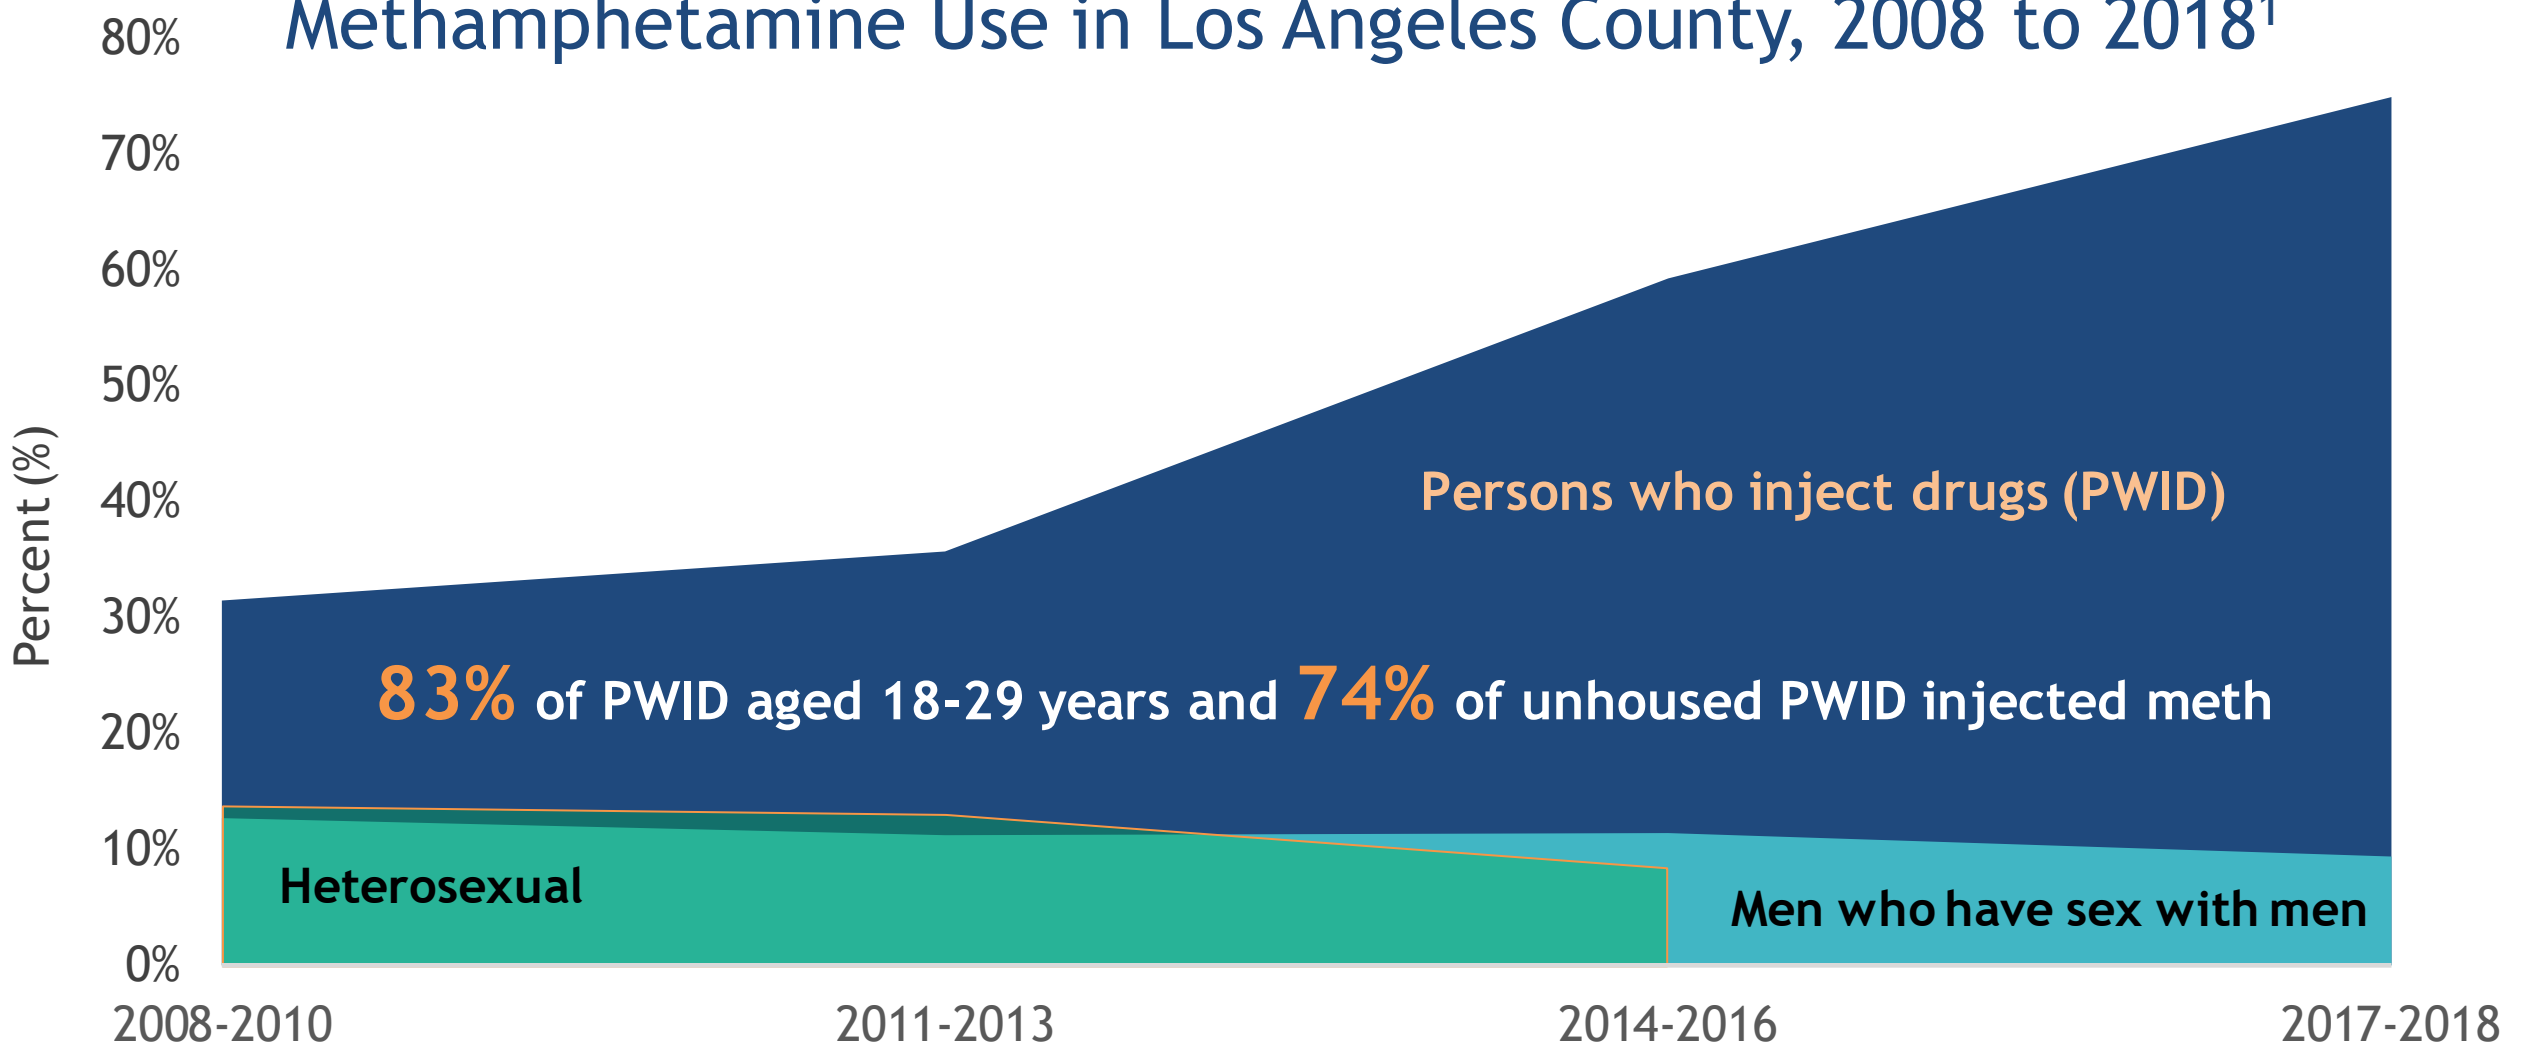 Methamphetamine Use in Los Angeles County, 2008 to 2018¹
80%
70%
60%
50%
40%
30%
20%
10%
0%
Percent (%)
Persons who inject drugs (PWID)
83% of PWID aged 18-29 years and 74% of unhoused PWID injected meth
Heterosexual
Men who have sex with men
2008-2010
2011-2013
2014-2016
2017-2018